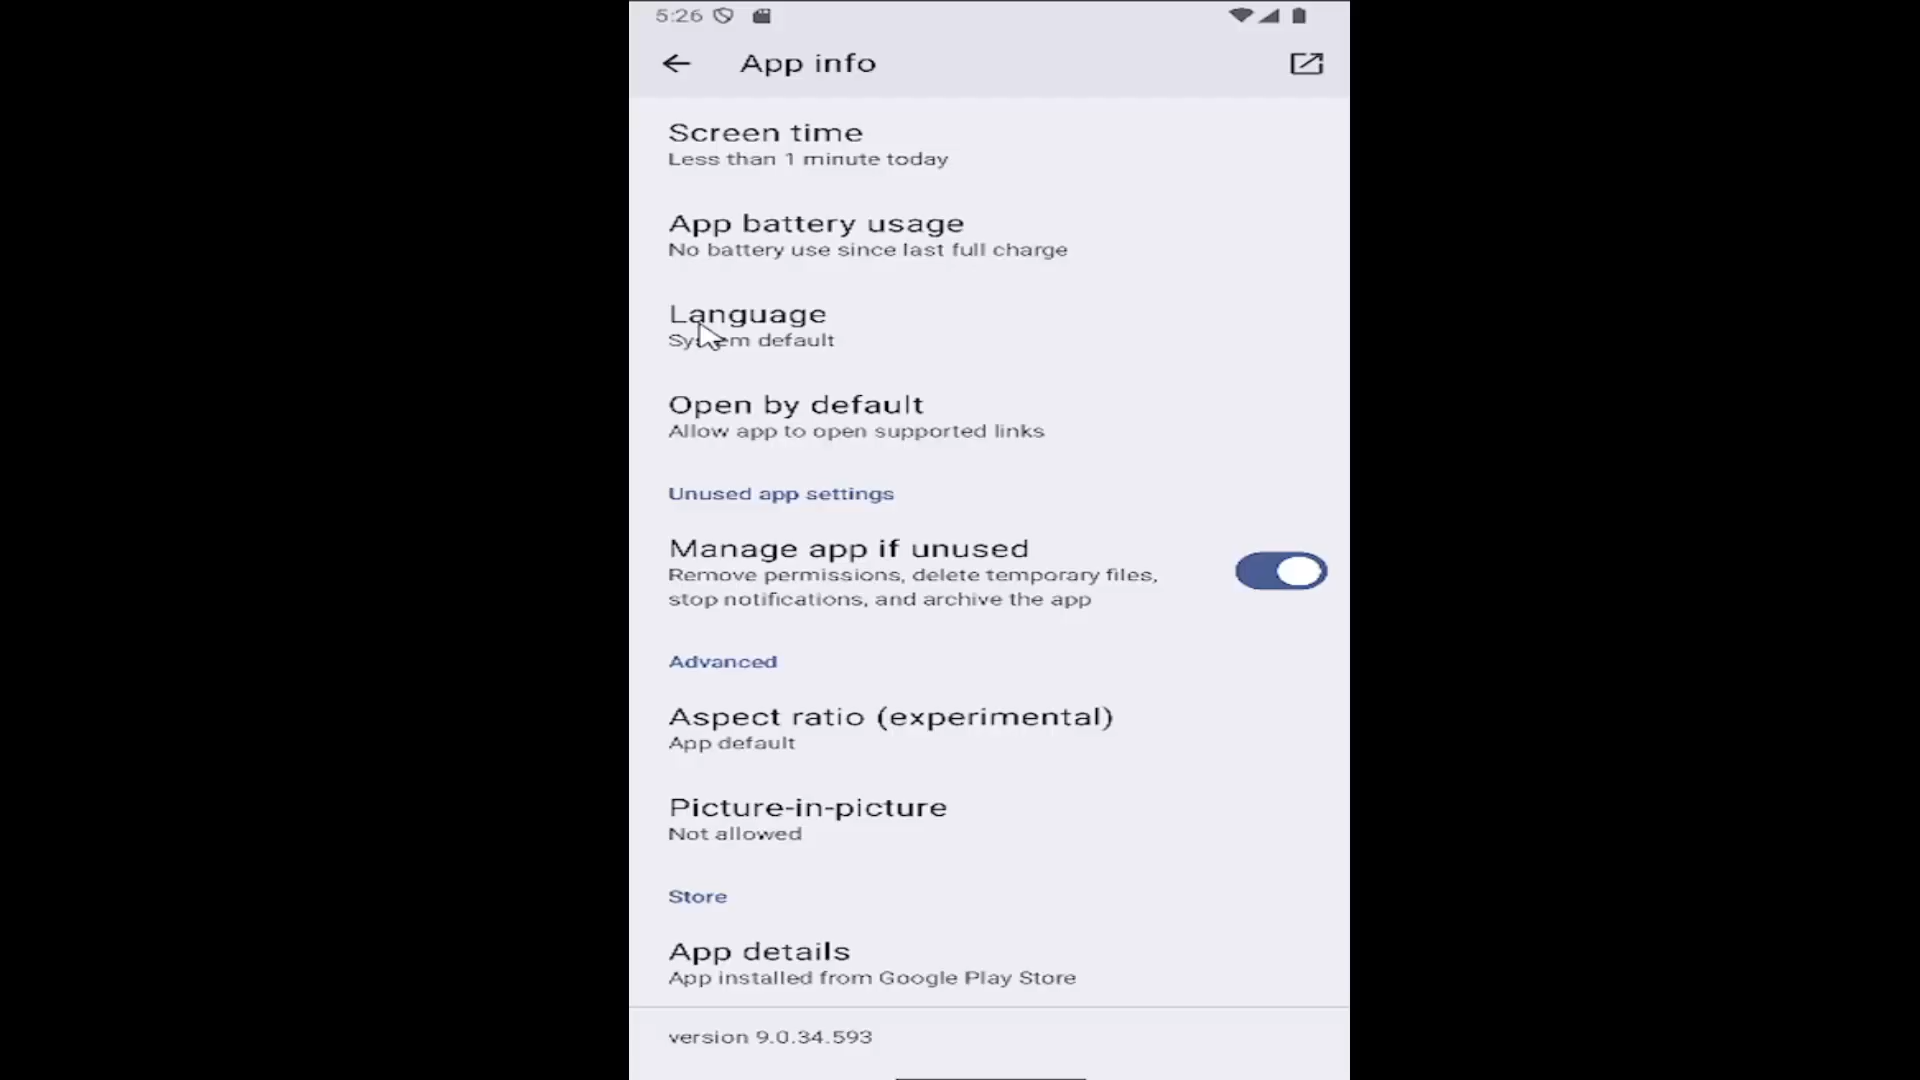 5:26
App info
Screen time
Less than 1 minute today
App battery usage
No battery use since last full charge
Language
System default
Open by default
Allow app to open supported links
Unused app settings
Manage app if unused
Remove permissions, delete temporary files,
stop notifications, and archive the app
Advanced
Aspect ratio (experimental)
App default
Picture-in-picture
Not allowed
Store
App details
App installed from Google Play Store
version 9.0.34.593